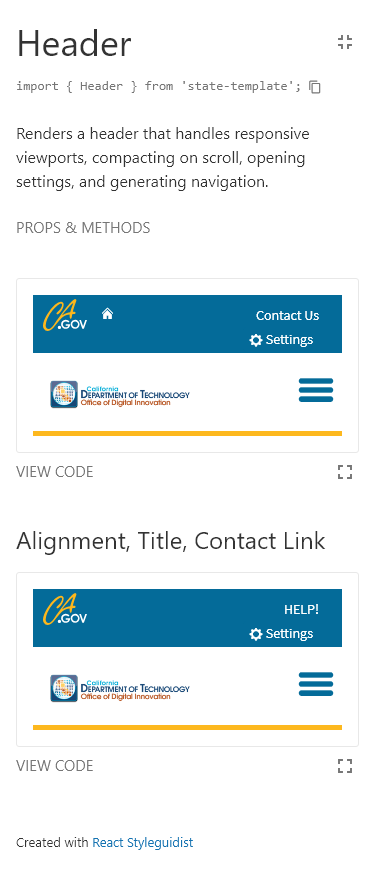 Header
import { Header } from 'state-template';
Renders a header that handles responsive
viewports, compacting on scroll, opening
settings, and generating navigation.
PROPS & METHODS
CA.GOV
Contact Us
Settings
California
DEPARTMENT OF TECHNOLOGY
Office of Digital Innovation
VIEW CODE
Alignment, Title, Contact Link
CA.GOV
HELP!
Settings
California
DEPARTMENT OF TECHNOLOGY
Office of Digital Innovation
VIEW CODE
Created with React Styleguidist